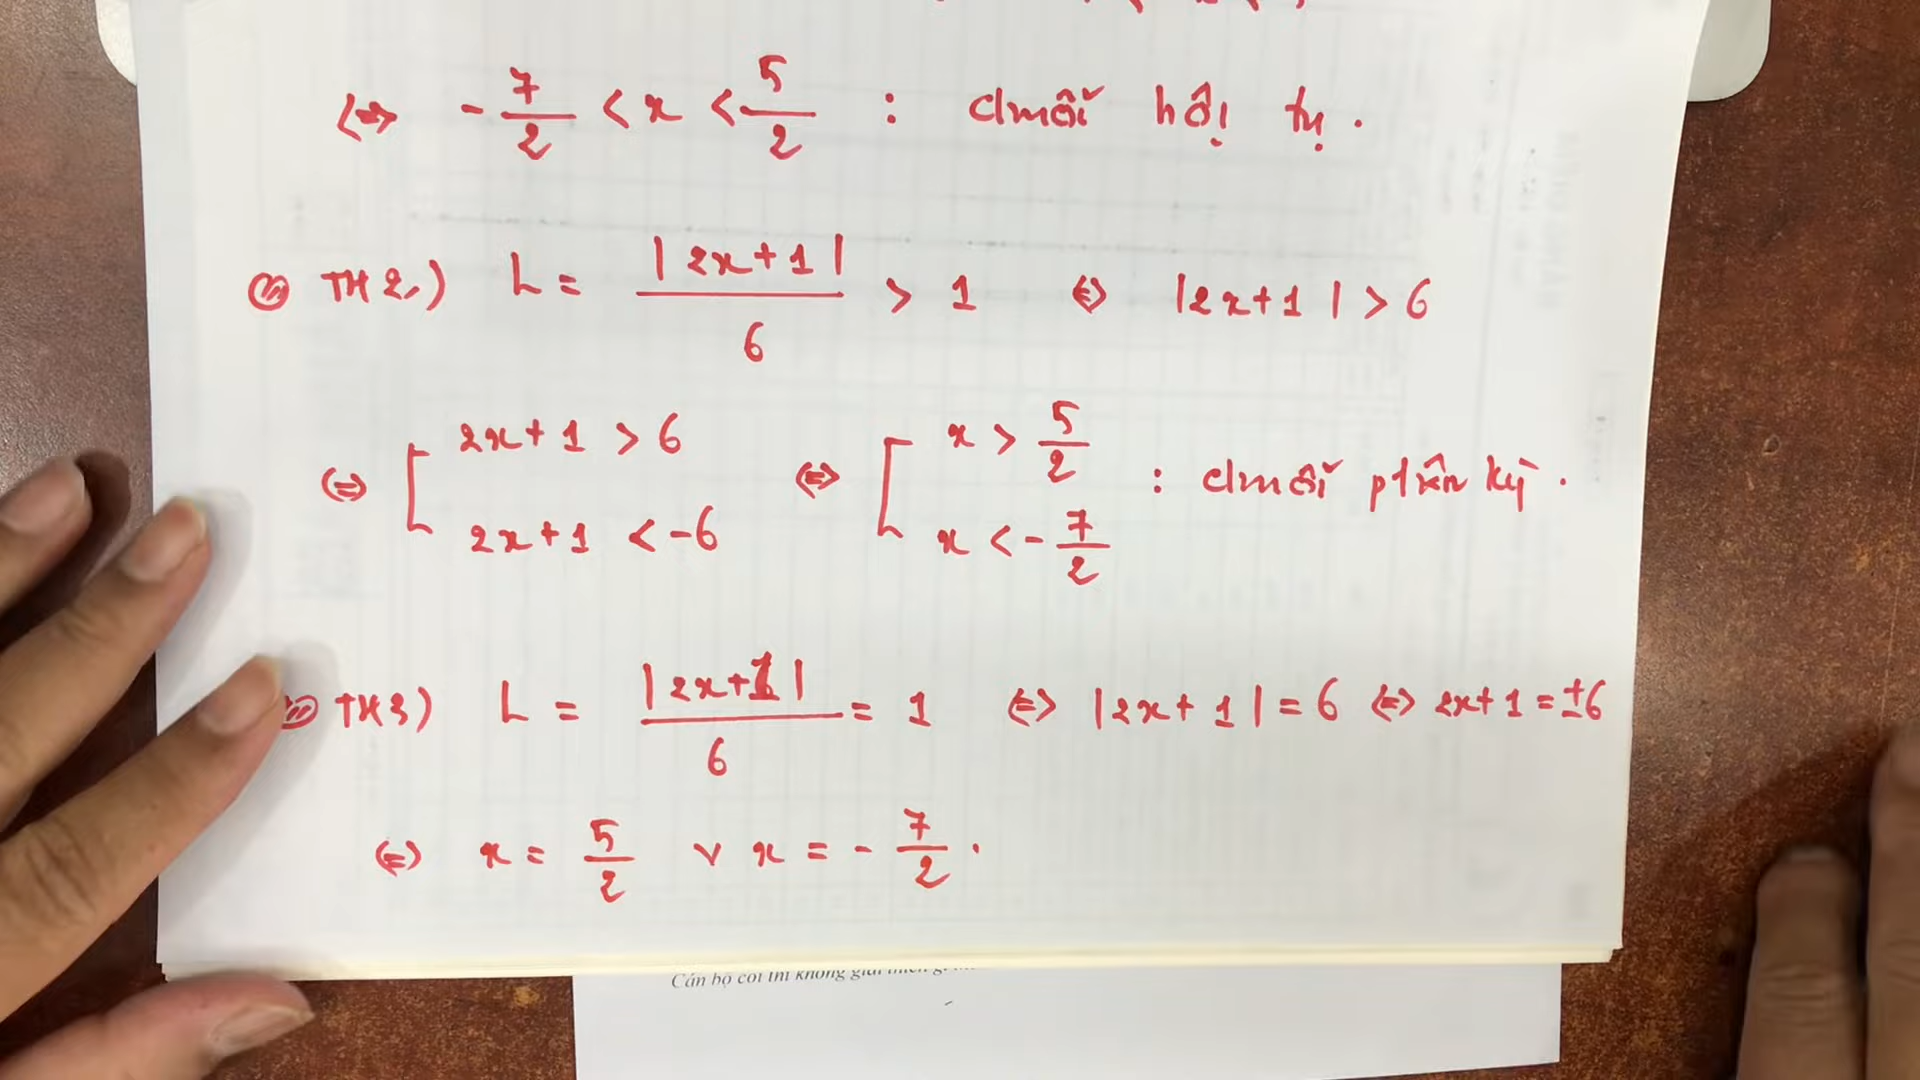 ⇔ -7/2 < x < 5/2 : chuỗi hội tụ.
TH2) L = |2x+1|/6 > 1 ⇔ |2x+1| > 6
⇔ [ 2x+1 > 6 ⇔ [ x > 5/2 : chuỗi phân kỳ.
2x+1 < -6 x < -7/2
TH3) L = |2x+1|/6 = 1 ⇔ |2x+1| = 6 ⇔ 2x+1 = ±6
⇔ x = 5/2 ∨ x = -7/2.
Cán bộ coi thi không giải thích gì